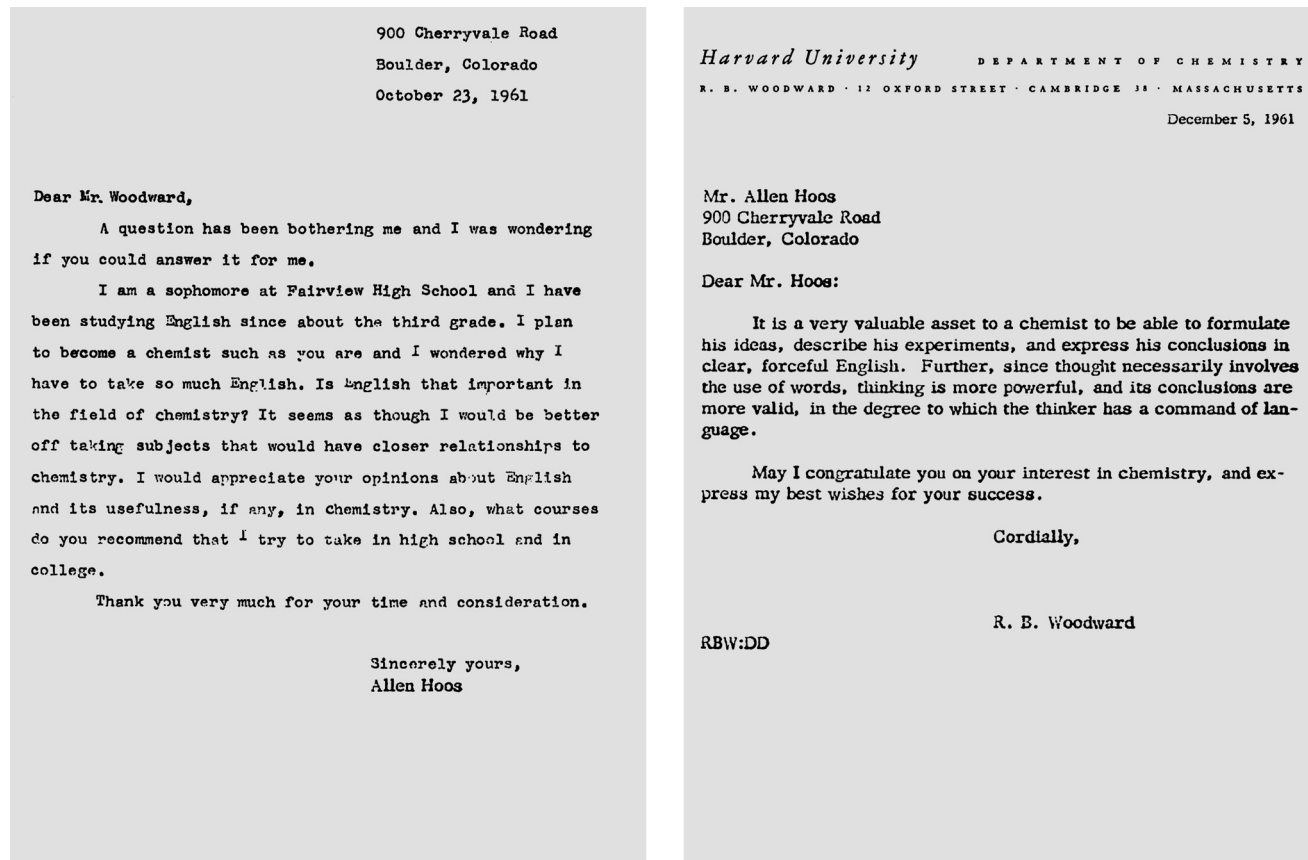 900 Cherryvale Road
Boulder, Colorado
October 23, 1961
Dear Mr. Woodward,
A question has been bothering me and I was wondering
if you could answer it for me.
I am a sophomore at Fairview High School and I have
been studying English since about the third grade. I plan
to become a chemist such as you are and I wondered why I
have to take so much English. Is English that important in
the field of chemistry? It seems as though I would be better
off taking subjects that would have closer relationships to
chemistry. I would appreciate your opinions about English
and its usefulness, if any, in Chemistry. Also, what courses
do you recommend that I try to take in high school and in
college.
Thank you very much for your time and consideration.
Sincerely yours,
Allen Hoos
Harvard University DEPARTMENT OF CHEMISTRY
R. B. WOODWARD · 12 OXFORD STREET · CAMBRIDGE 38 · MASSACHUSETTS
December 5, 1961
Mr. Allen Hoos
900 Cherryvale Road
Boulder, Colorado
Dear Mr. Hoos:
It is a very valuable asset to a chemist to be able to formulate
his ideas, describe his experiments, and express his conclusions in
clear, forceful English. Further, since thought necessarily involves
the use of words, thinking is more powerful, and its conclusions are
more valid, in the degree to which the thinker has a command of lan-
guage.
May I congratulate you on your interest in chemistry, and ex-
press my best wishes for your success.
Cordially,
R. B. Woodward
RBW:DD